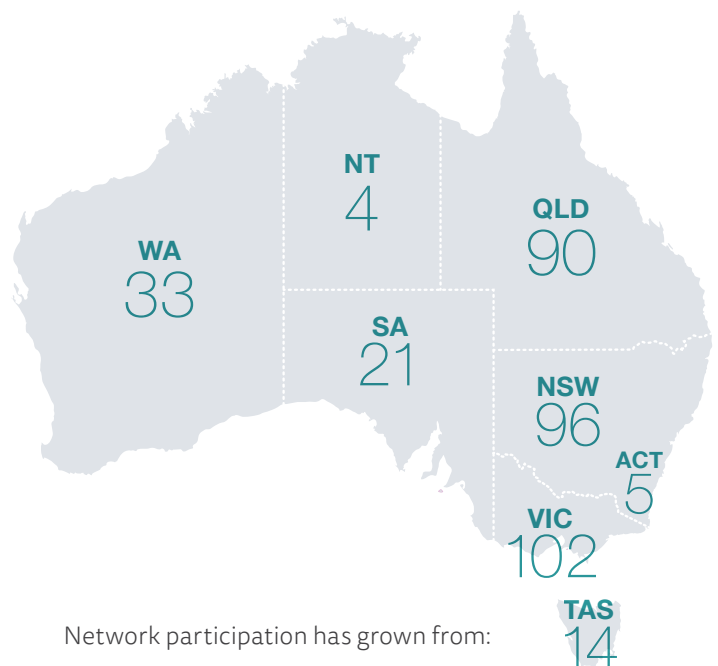 NT
4
QLD
90
WA
33
SA
21
NSW
96
ACT
5
VIC
102
TAS
14
Network participation has grown from: